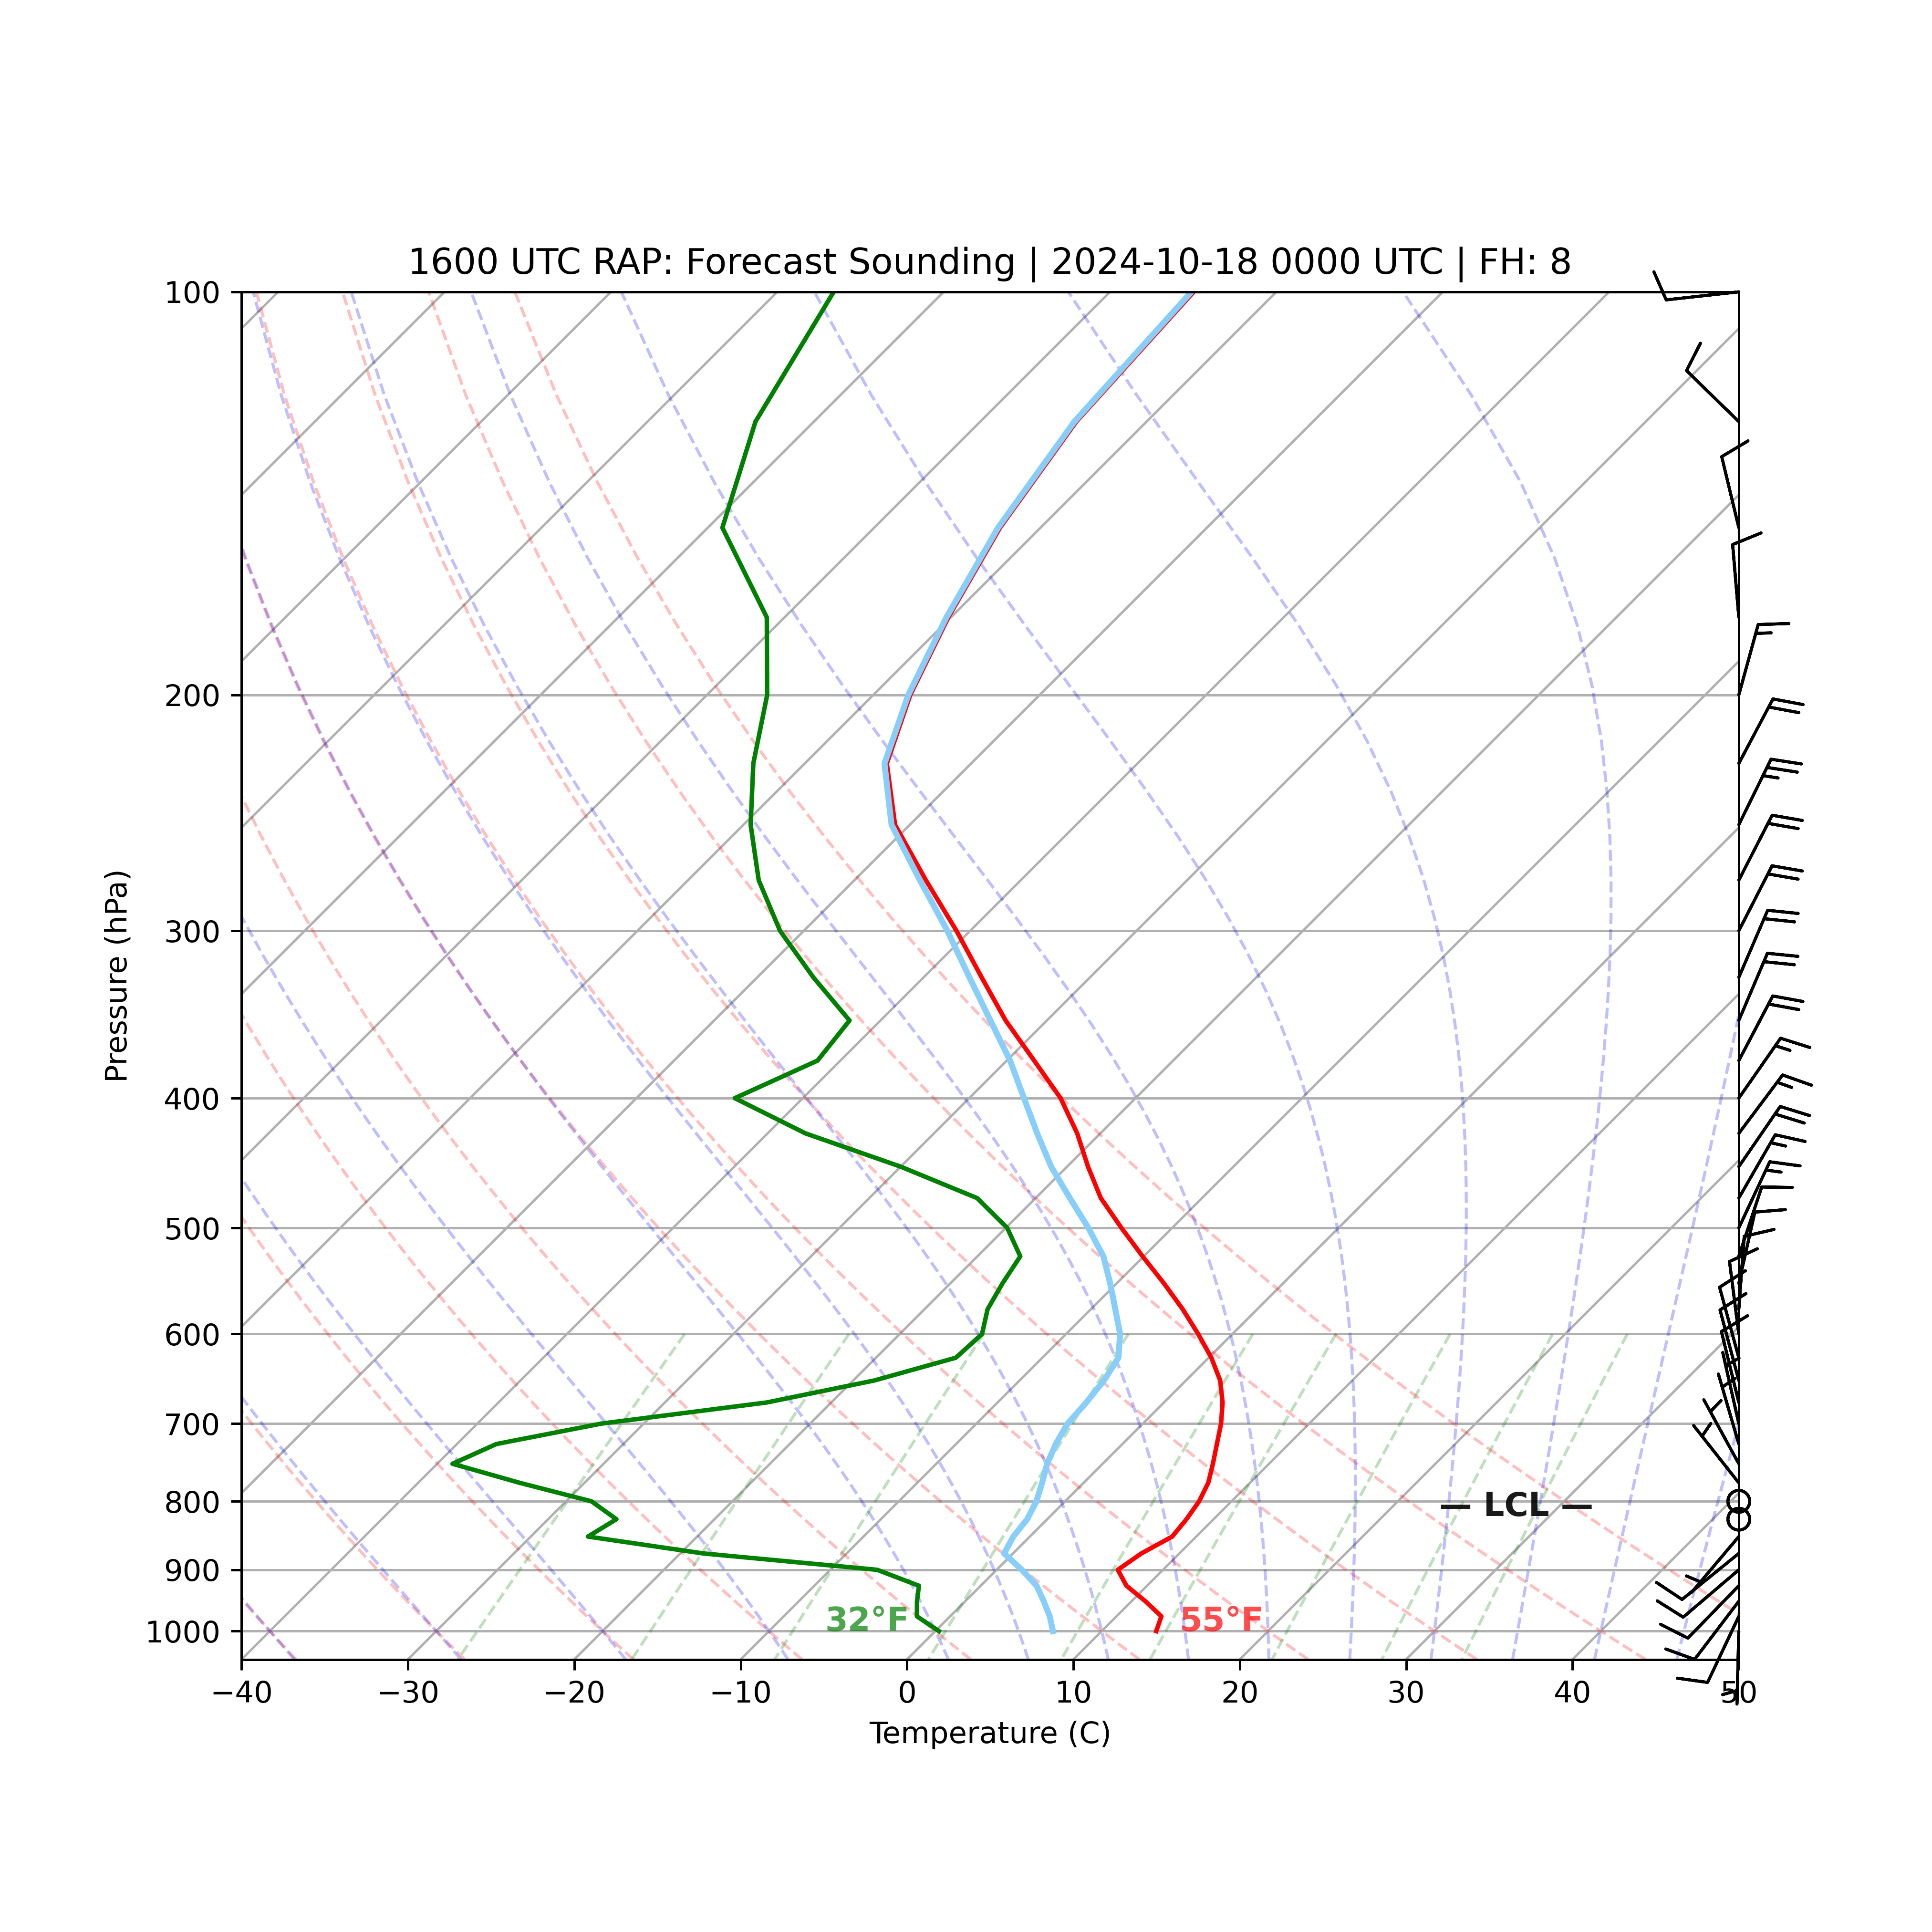 1600 UTC RAP: Forecast Sounding | 2024-10-18 0000 UTC | FH: 8
100
200
300
400
500
600
700
800
900
1000
Pressure (hPa)
— LCL —
32°F
55°F
−40 −30 −20 −10 0 10 20 30 40 50
Temperature (C)